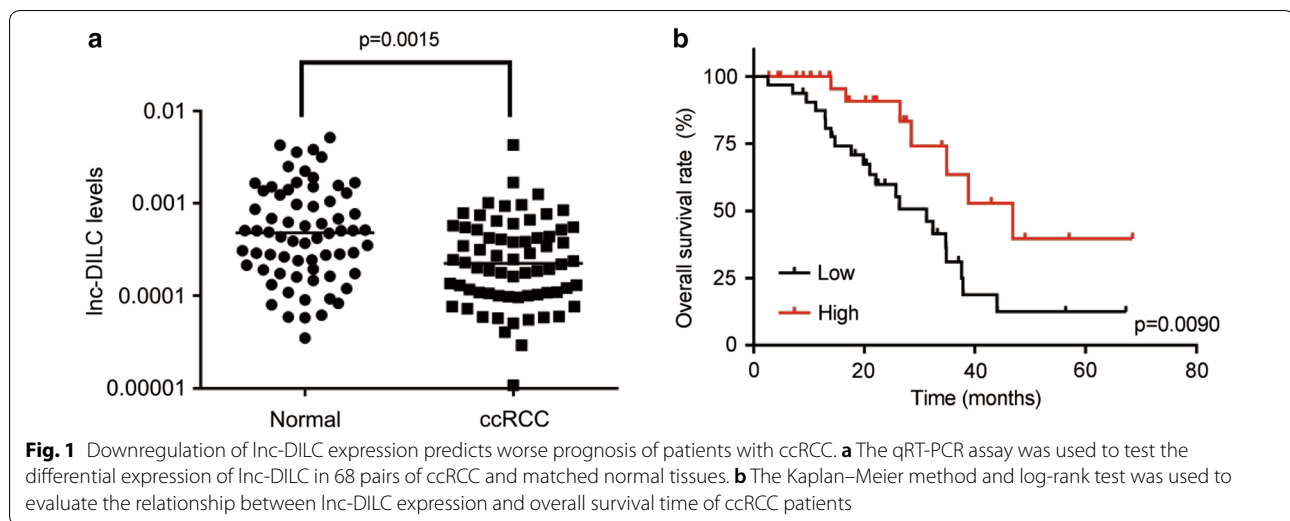 a
p=0.0015
lnc-DILC levels
0.01
0.001
0.0001
0.00001
Normal
ccRCC
b
Overall survival rate (%)
100
75
50
25
0
Low
High
p=0.0090
0
20
40
60
80
Time (months)
Fig. 1 Downregulation of lnc-DILC expression predicts worse prognosis of patients with ccRCC. a The qRT-PCR assay was used to test the
differential expression of lnc-DILC in 68 pairs of ccRCC and matched normal tissues. b The Kaplan–Meier method and log-rank test was used to
evaluate the relationship between lnc-DILC expression and overall survival time of ccRCC patients